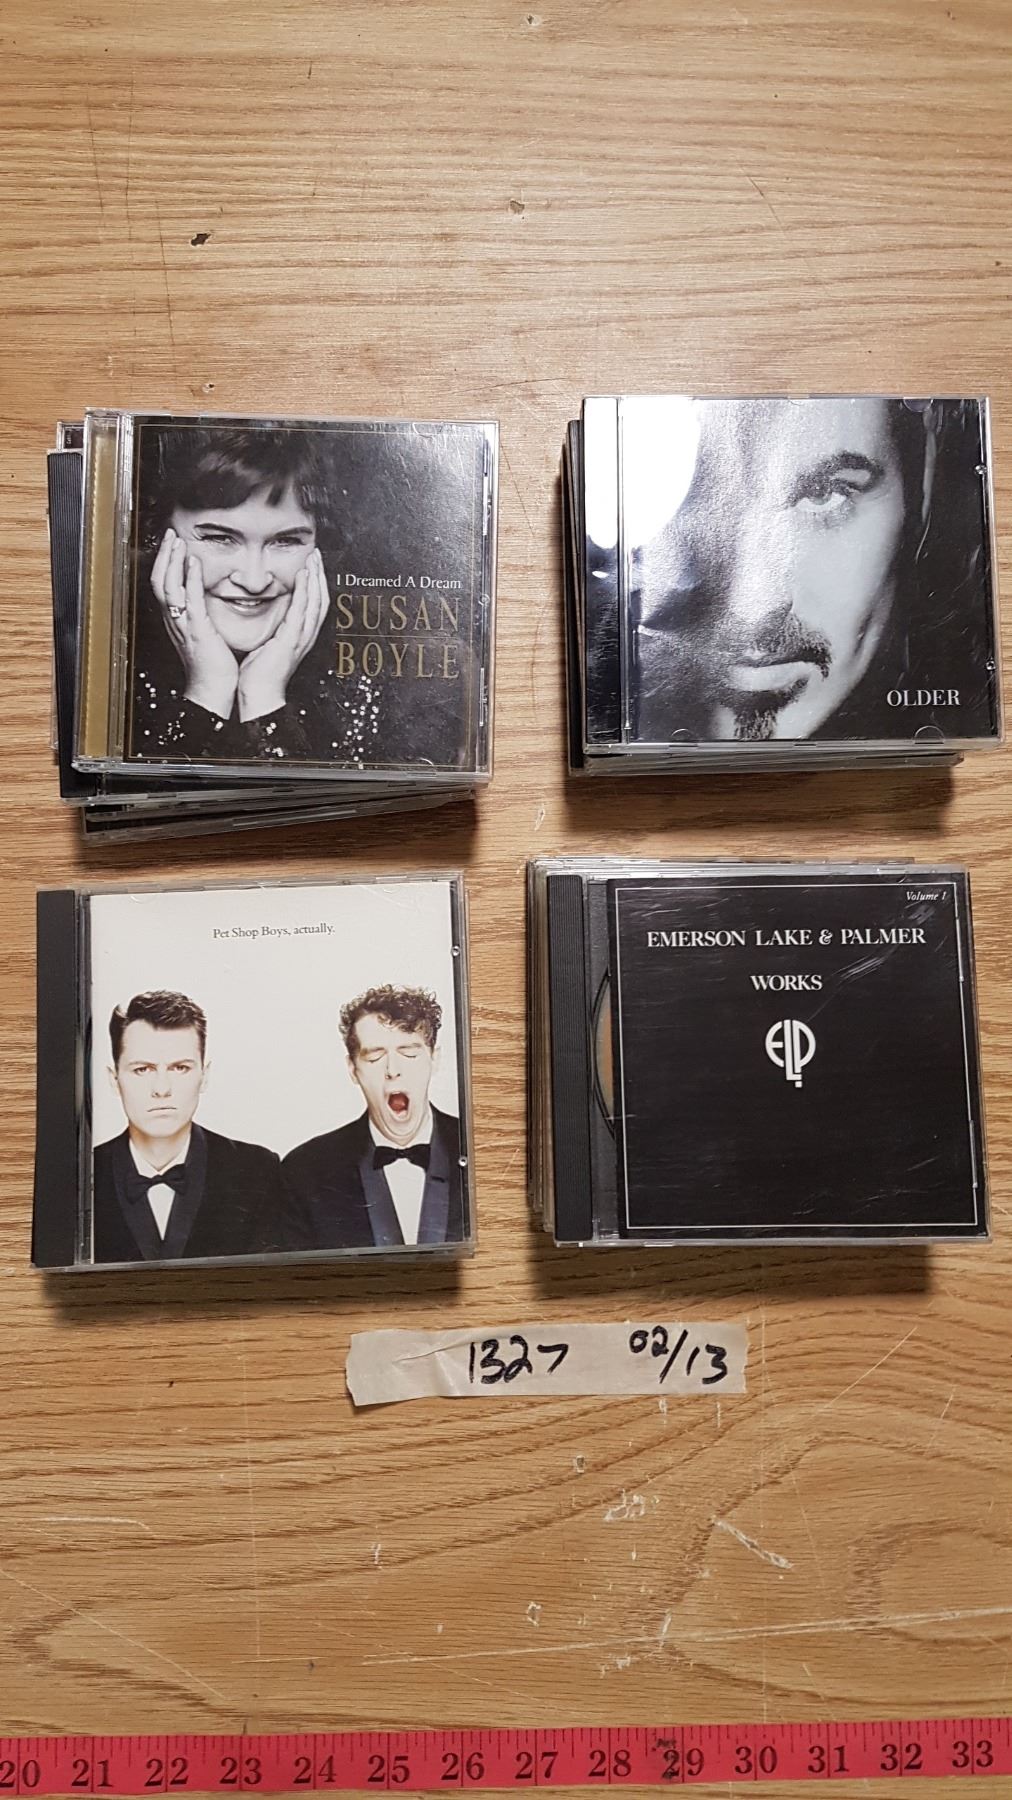 I Dreamed A Dream
SUSAN
BOYLE
OLDER
Pet Shop Boys, actually.
Volume 1
EMERSON LAKE & PALMER
WORKS
ELP
1327 02/13
20 21 22 23 24 25 26 27 28 29 30 31 32 33